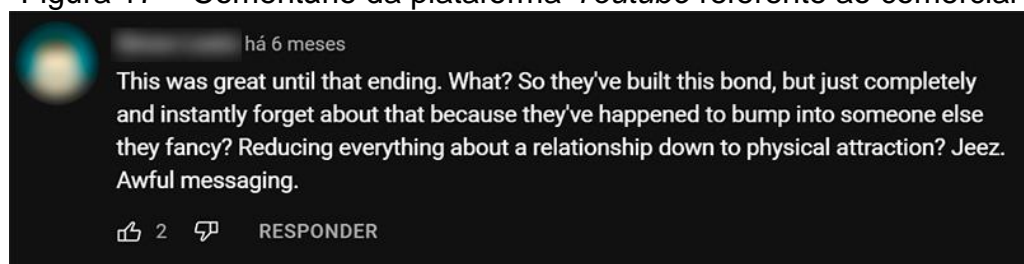 Figura 17 – Comentário da plataforma Youtube referente ao comercial
há 6 meses
This was great until that ending. What? So they've built this bond, but just completely
and instantly forget about that because they've happened to bump into someone else
they fancy? Reducing everything about a relationship down to physical attraction? Jeez.
Awful messaging.
2 RESPONDER